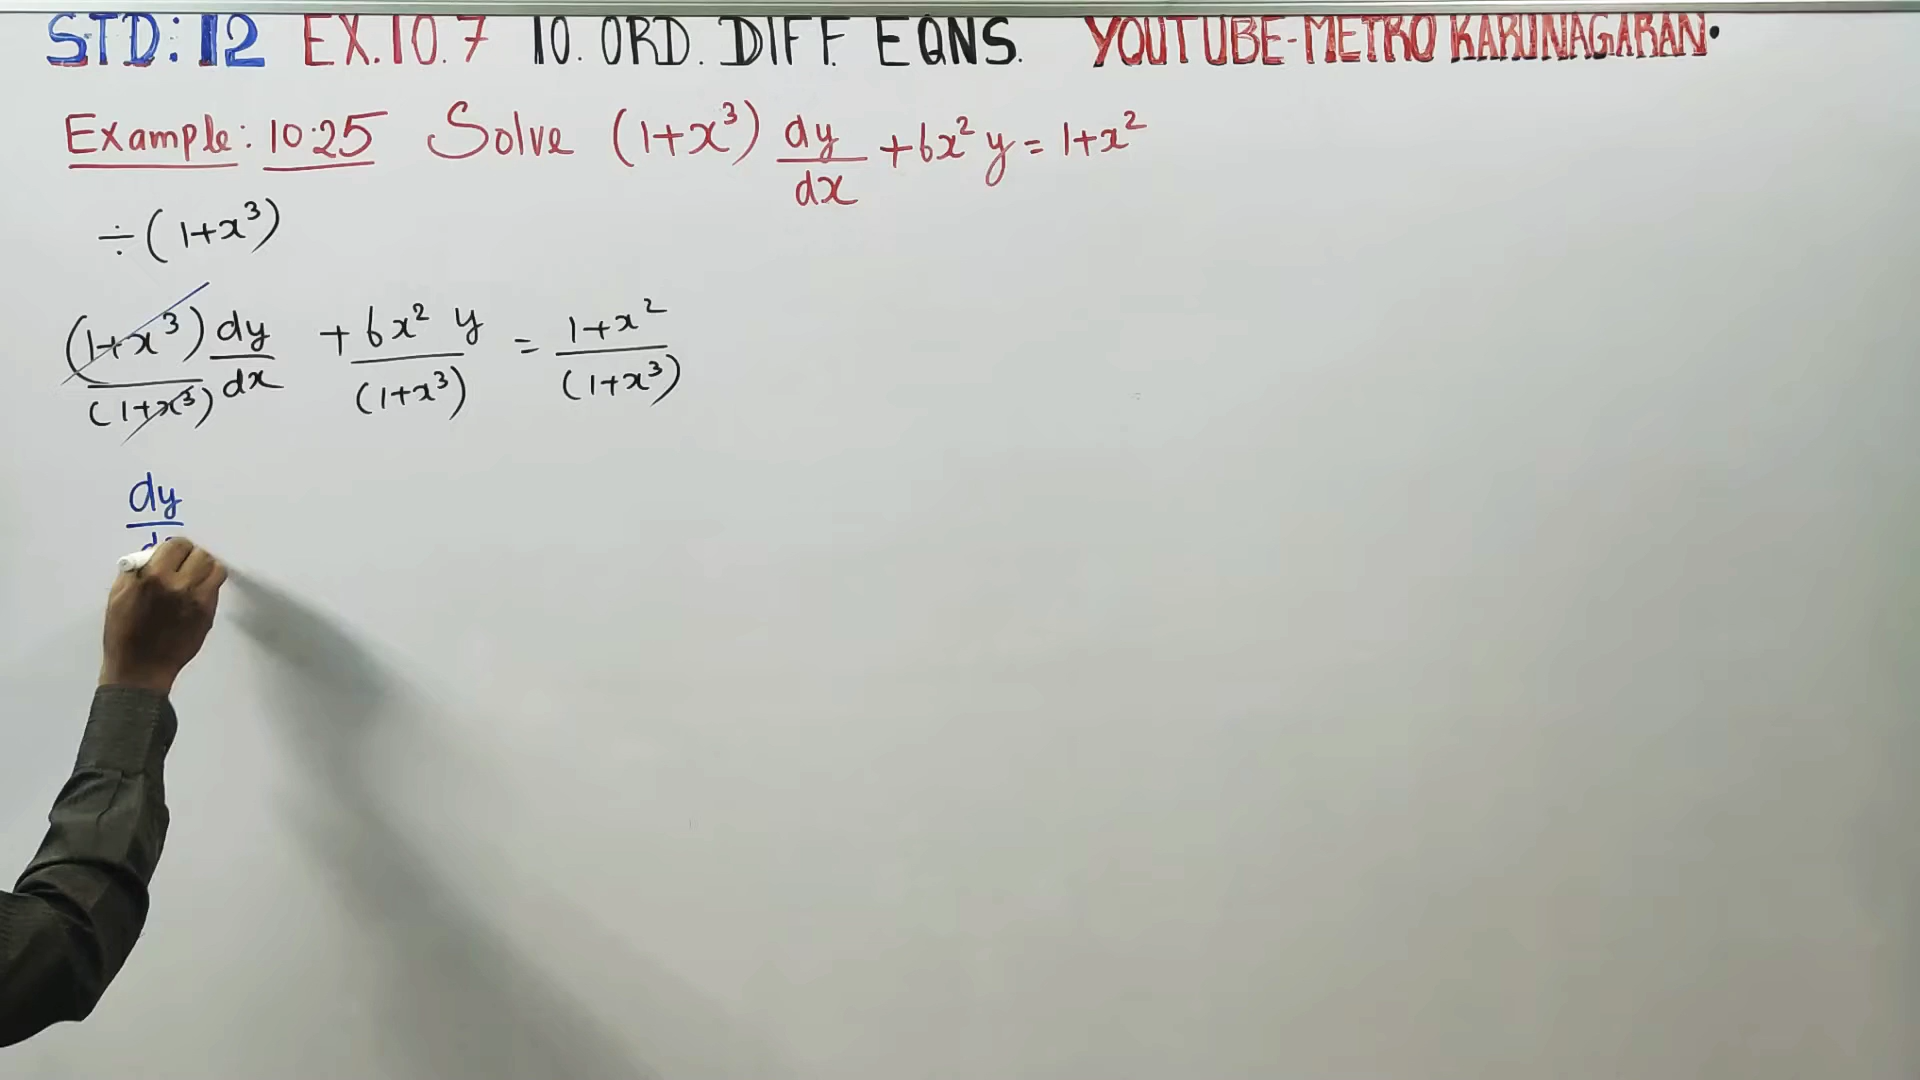 STD: 12 EX.10.7 10. ORD. DIFF. EQNS. YOUTUBE-METRO KARUNAGARAN.
Example: 10.25 Solve (1+x³) dy/dx + 6x² y = 1+x²
÷(1+x³)
(1+x³)/(1+x³) dy/dx + 6x² y/(1+x³) = 1+x²/(1+x³)
dy